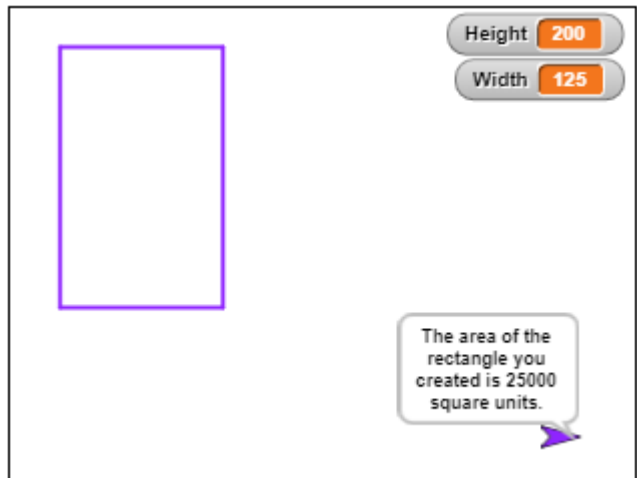 Height 200
Width 125
The area of the
rectangle you
created is 25000
square units.